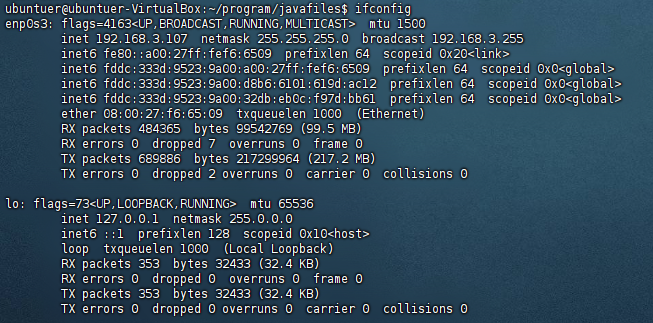 ubuntuer@ubuntuer-VirtualBox:~/program/javafiles$ ifconfig
enp0s3: flags=4163<UP,BROADCAST,RUNNING,MULTICAST>  mtu 1500
        inet 192.168.3.107  netmask 255.255.255.0  broadcast 192.168.3.255
        inet6 fe80::a00:27ff:fef6:6509  prefixlen 64  scopeid 0x20<link>
        inet6 fddc:333d:9523:9a00:a00:27ff:fef6:6509  prefixlen 64  scopeid 0x0<global>
        inet6 fddc:333d:9523:9a00:d8b6:6101:619d:ac12  prefixlen 64  scopeid 0x0<global>
        inet6 fddc:333d:9523:9a00:32db:eb0c:f97d:bb61  prefixlen 64  scopeid 0x0<global>
        ether 08:00:27:f6:65:09  txqueuelen 1000  (Ethernet)
        RX packets 484365  bytes 99542769 (99.5 MB)
        RX errors 0  dropped 7  overruns 0  frame 0
        TX packets 689886  bytes 217299964 (217.2 MB)
        TX errors 0  dropped 2 overruns 0  carrier 0  collisions 0

lo: flags=73<UP,LOOPBACK,RUNNING>  mtu 65536
        inet 127.0.0.1  netmask 255.0.0.0
        inet6 ::1  prefixlen 128  scopeid 0x10<host>
        loop  txqueuelen 1000  (Local Loopback)
        RX packets 353  bytes 32433 (32.4 KB)
        RX errors 0  dropped 0  overruns 0  frame 0
        TX packets 353  bytes 32433 (32.4 KB)
        TX errors 0  dropped 0 overruns 0  carrier 0  collisions 0